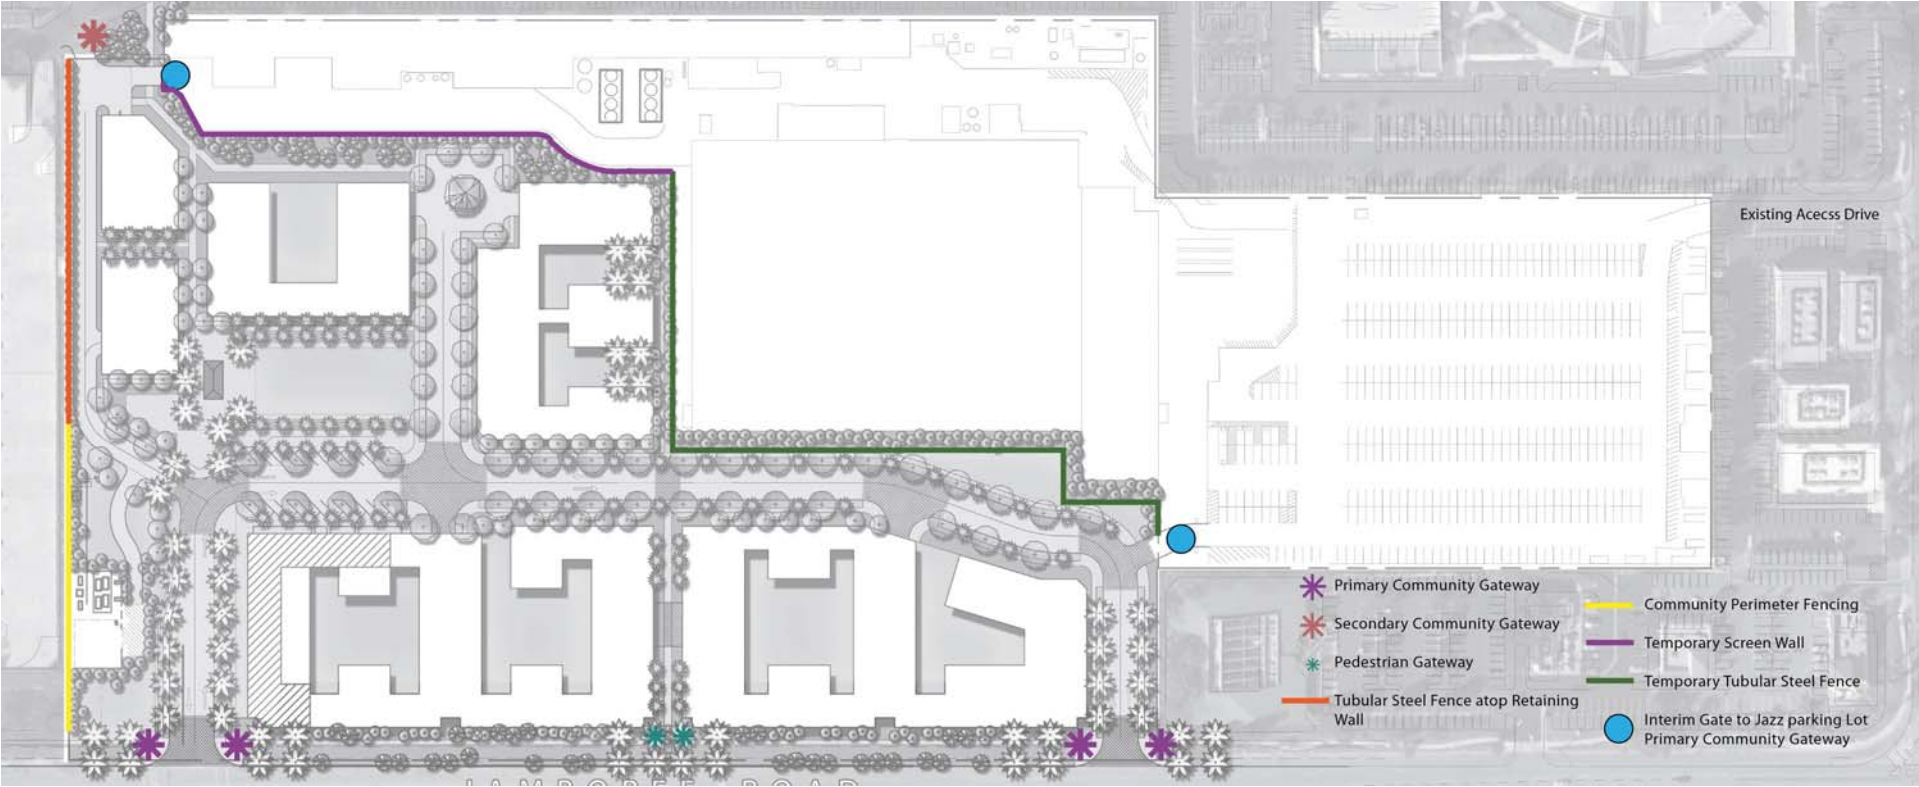 Existing Acecss Drive
Primary Community Gateway
Secondary Community Gateway
Pedestrian Gateway
Tubular Steel Fence atop Retaining
Wall
Community Perimeter Fencing
Temporary Screen Wall
Temporary Tubular Steel Fence
Interim Gate to Jazz parking Lot
Primary Community Gateway
ROAD